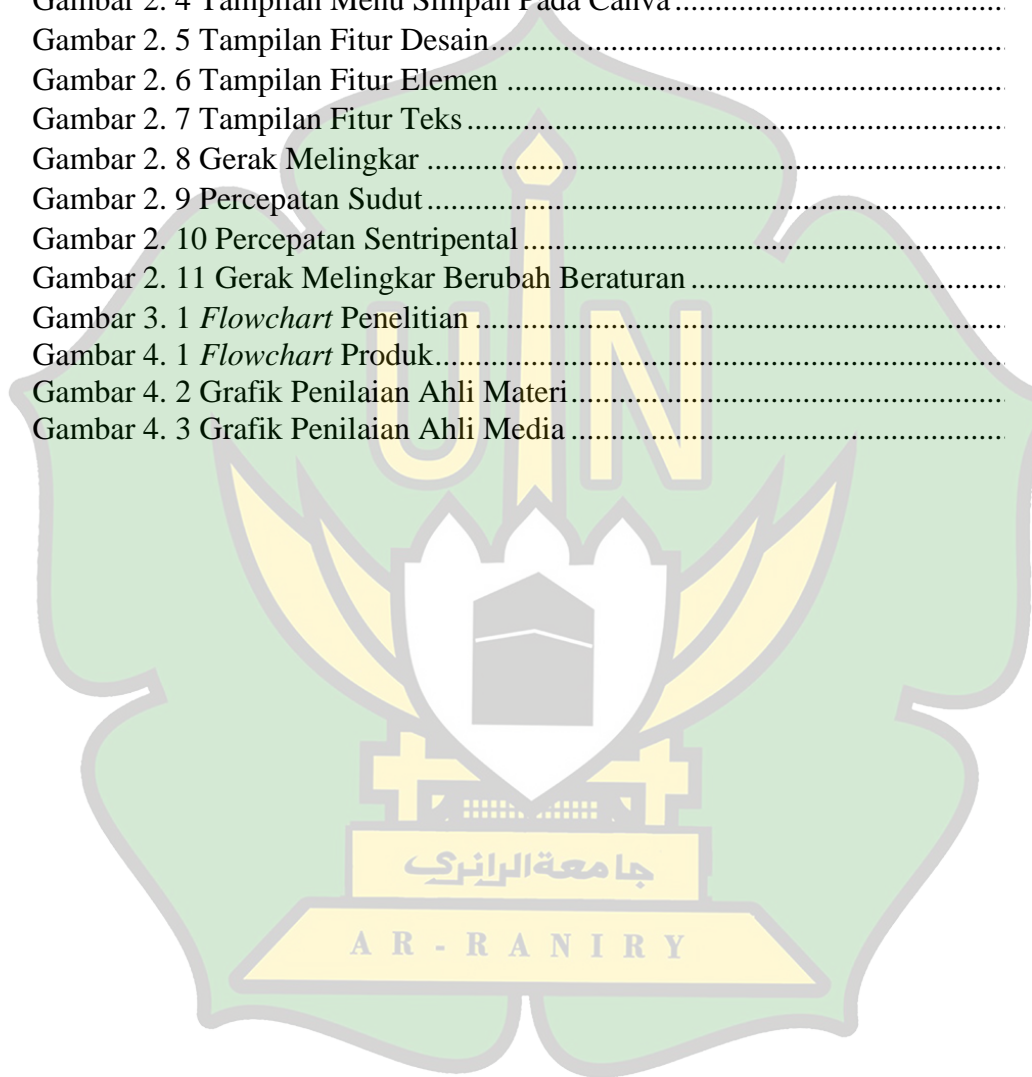 Gambar 2. 4 Tampilan Menu Simpan Pada Canva
Gambar 2. 5 Tampilan Fitur Desain
Gambar 2. 6 Tampilan Fitur Elemen
Gambar 2. 7 Tampilan Fitur Teks
Gambar 2. 8 Gerak Melingkar
Gambar 2. 9 Percepatan Sudut
Gambar 2. 10 Percepatan Sentripental
Gambar 2. 11 Gerak Melingkar Berubah Beraturan
Gambar 3. 1 Flowchart Penelitian
Gambar 4. 1 Flowchart Produk
Gambar 4. 2 Grafik Penilaian Ahli Materi
Gambar 4. 3 Grafik Penilaian Ahli Media
UIN
جامعةالرانري
AR-RANIRY